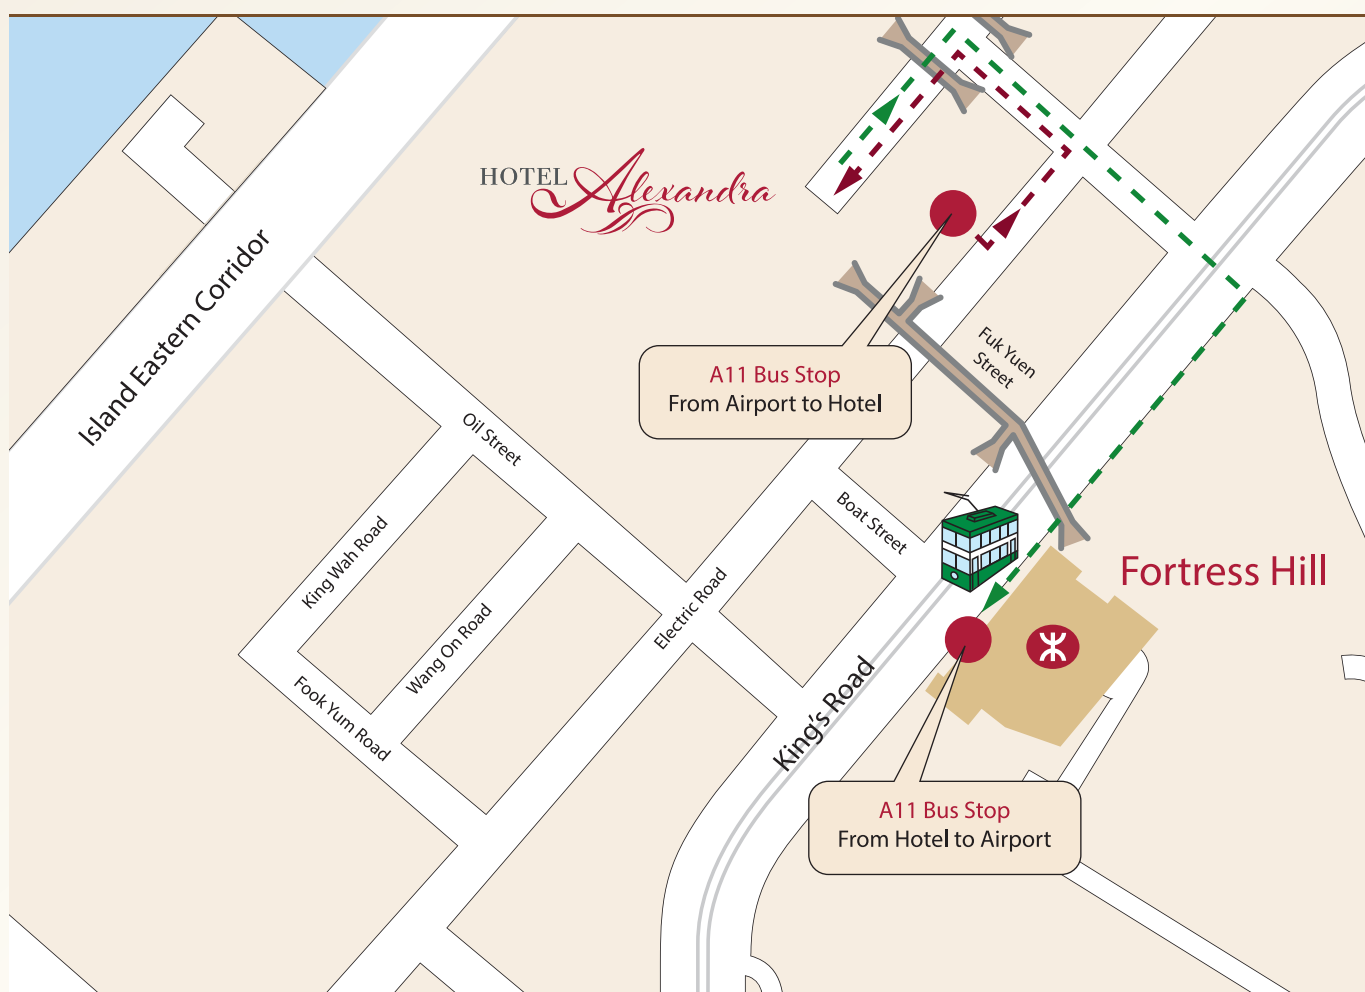 HOTEL Alexandra
Island Eastern Corridor
Fuk Yuen
Street
A11 Bus Stop
From Airport to Hotel
Oil Street
Boat Street
King Wah Road
Wang On Road
Electric Road
Fortress Hill
Fook Yum Road
King's Road
A11 Bus Stop
From Hotel to Airport